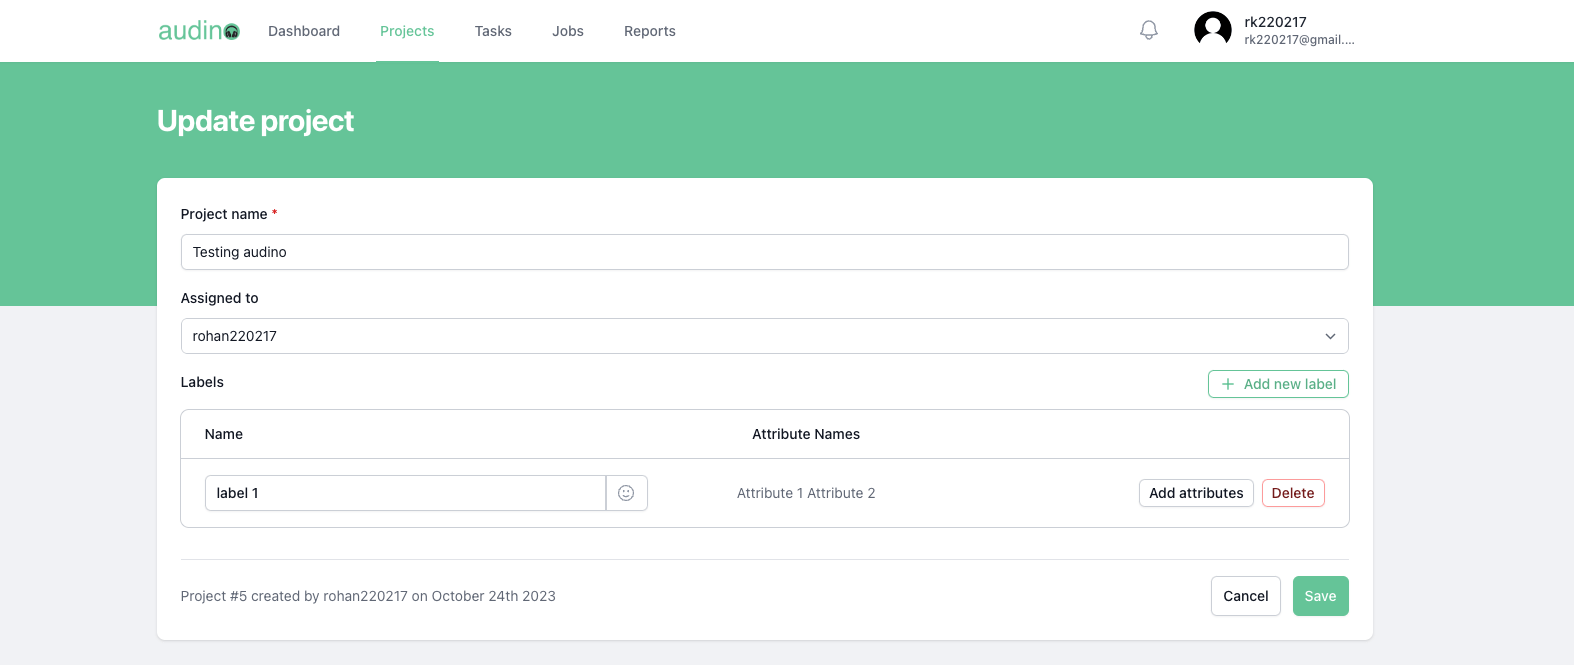 audino Dashboard Projects Tasks Jobs Reports rk220217
rk220217@gmail....
Update project
Project name *
Testing audino
Assigned to
rohan220217
Labels Add new label
Name Attribute Names
label 1 Attribute 1 Attribute 2 Add attributes Delete
Project #5 created by rohan220217 on October 24th 2023 Cancel Save